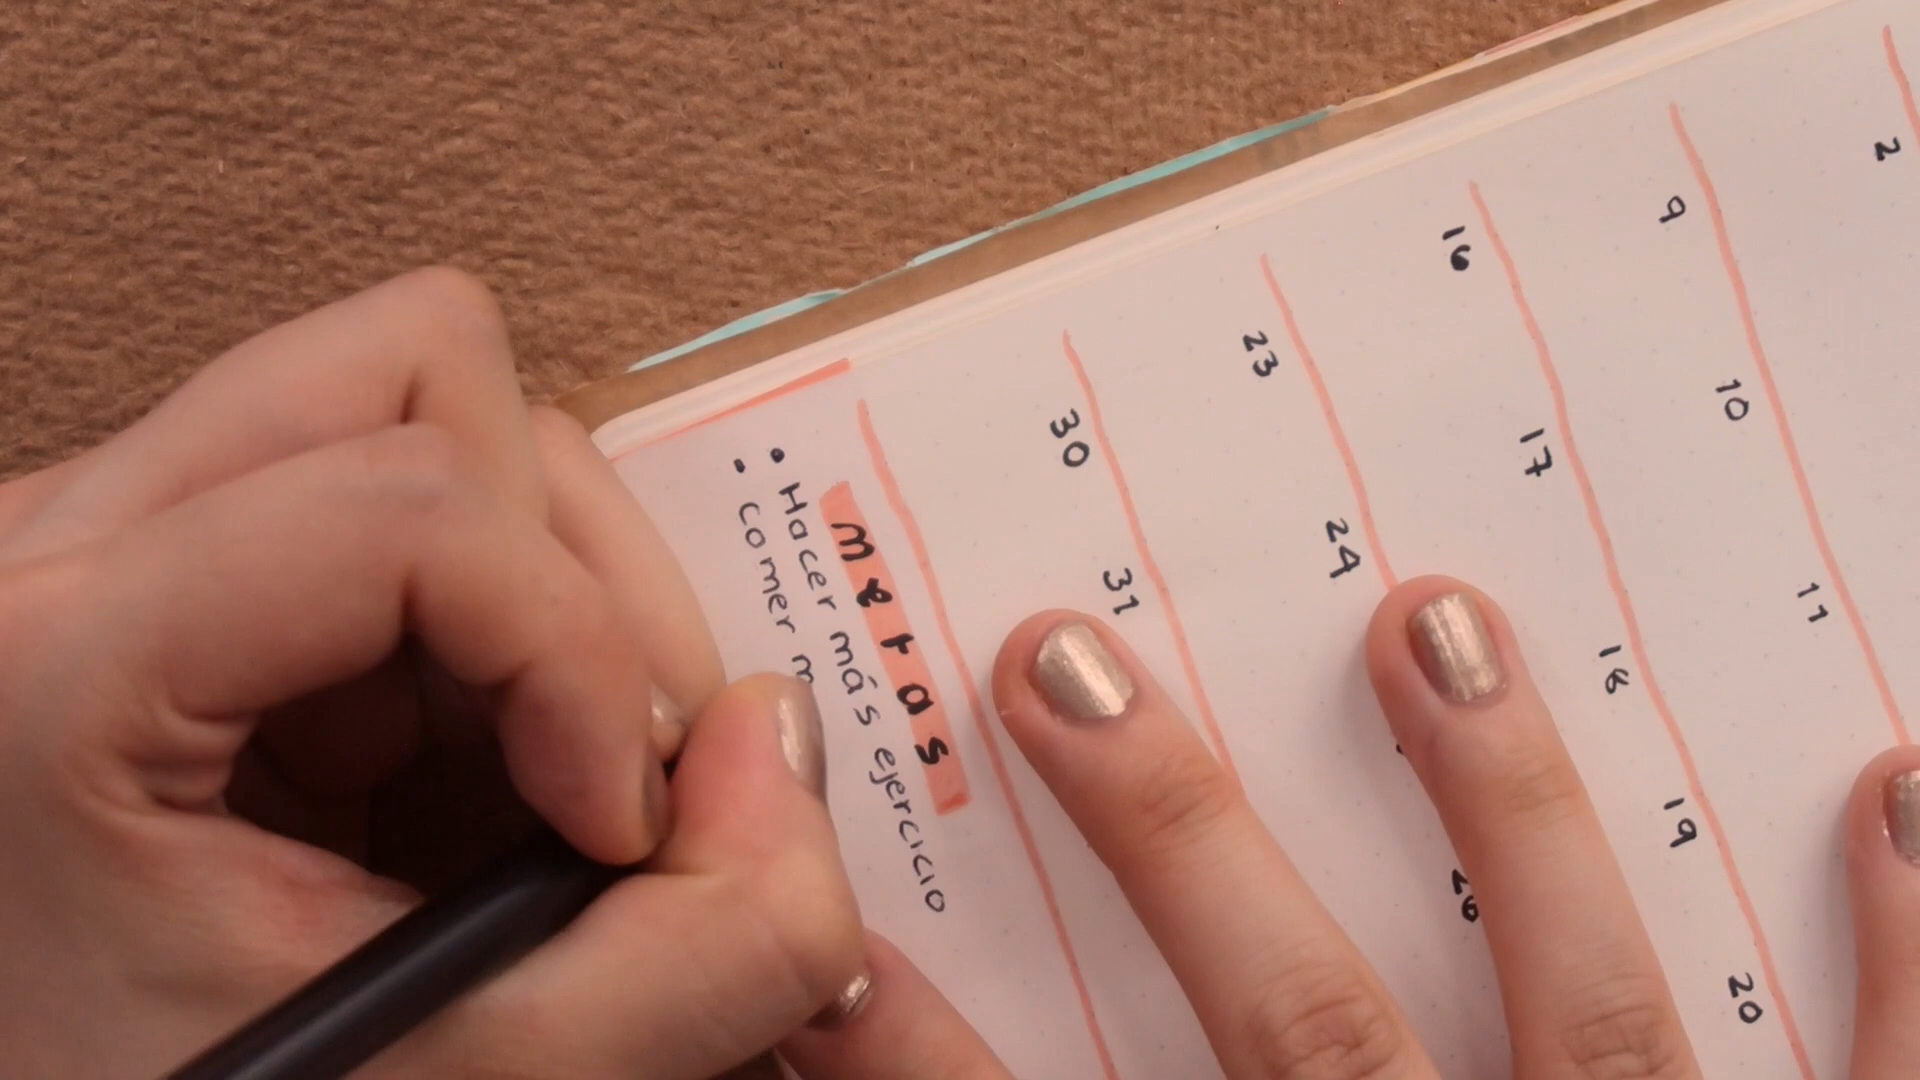 2
9 10 11
16 17 18 19 20
23 24
30 31
metas
• Hacer más ejercicio
• comer